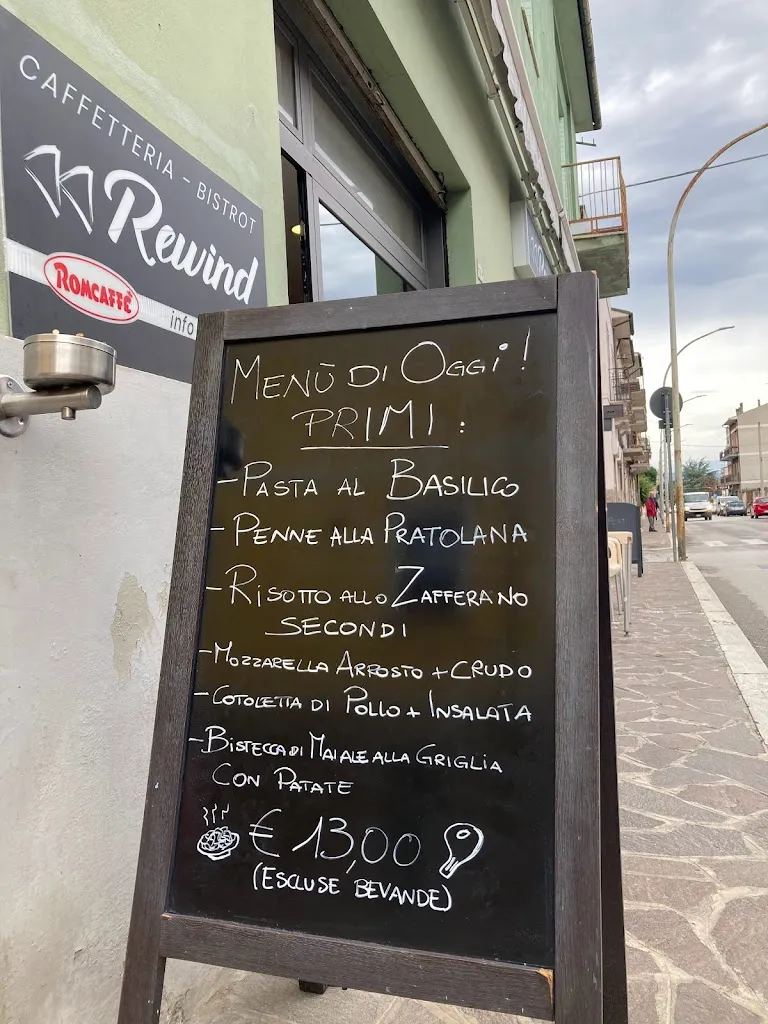 CAFFETTERIA - BISTROT
Rewind
ROMCAFFÈ
info
MENÙ DI OGGI!
PRIMI:
- PASTA AL BASILICO
- PENNE ALLA PRATOLANA
- RISOTTO ALLO ZAFFERANO
SECONDI
- MOZZARELLA ARROSTO + CRUDO
- COTOLETTA DI POLLO + INSALATA
- BISTECCA DI MAIALE ALLA GRIGLIA
CON PATATE
€ 13,00
(ESCLUSE BEVANDE)